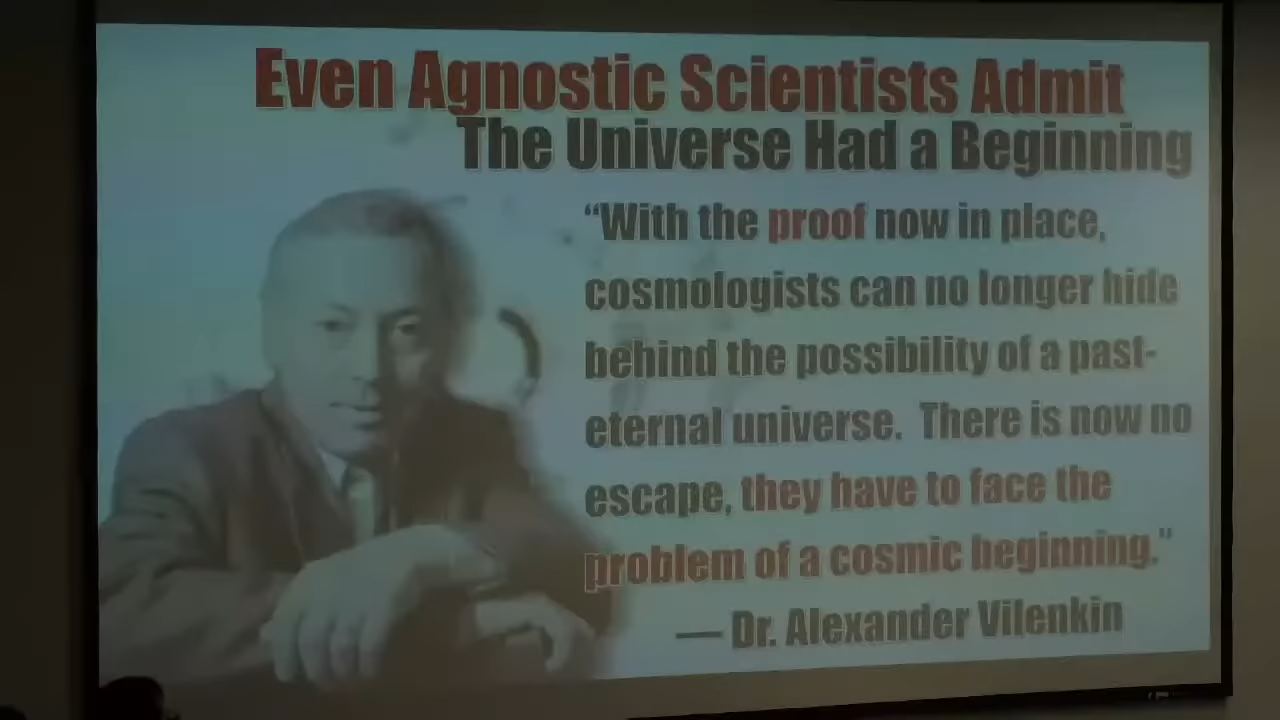 Even Agnostic Scientists Admit
The Universe Had a Beginning
“With the proof now in place,
cosmologists can no longer hide
behind the possibility of a past-
eternal universe.  There is now no
escape, they have to face the
problem of a cosmic beginning.”
— Dr. Alexander Vilenkin